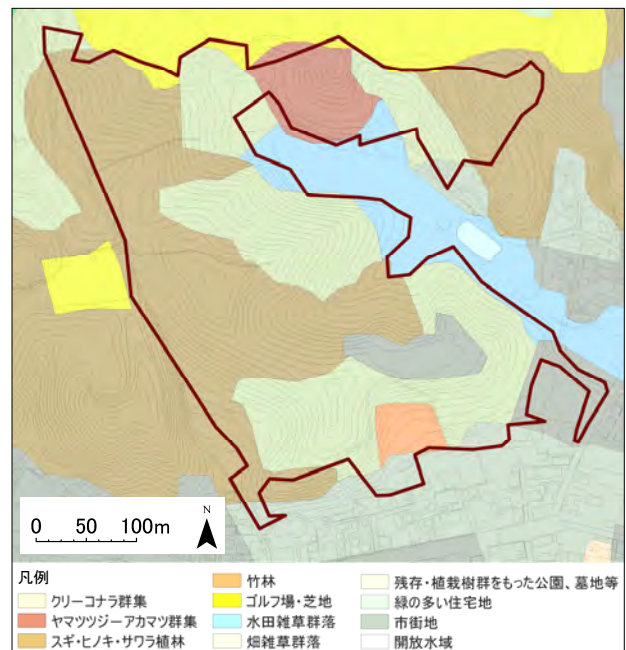 N
0 50 100m
凡例
クリーコナラ群集
ヤマツツジーアカマツ群集
スギ・ヒノキ・サワラ植林
竹林
ゴルフ場・芝地
水田雑草群落
畑雑草群落
残存・植栽樹群をもった公園、墓地等
緑の多い住宅地
市街地
開放水域